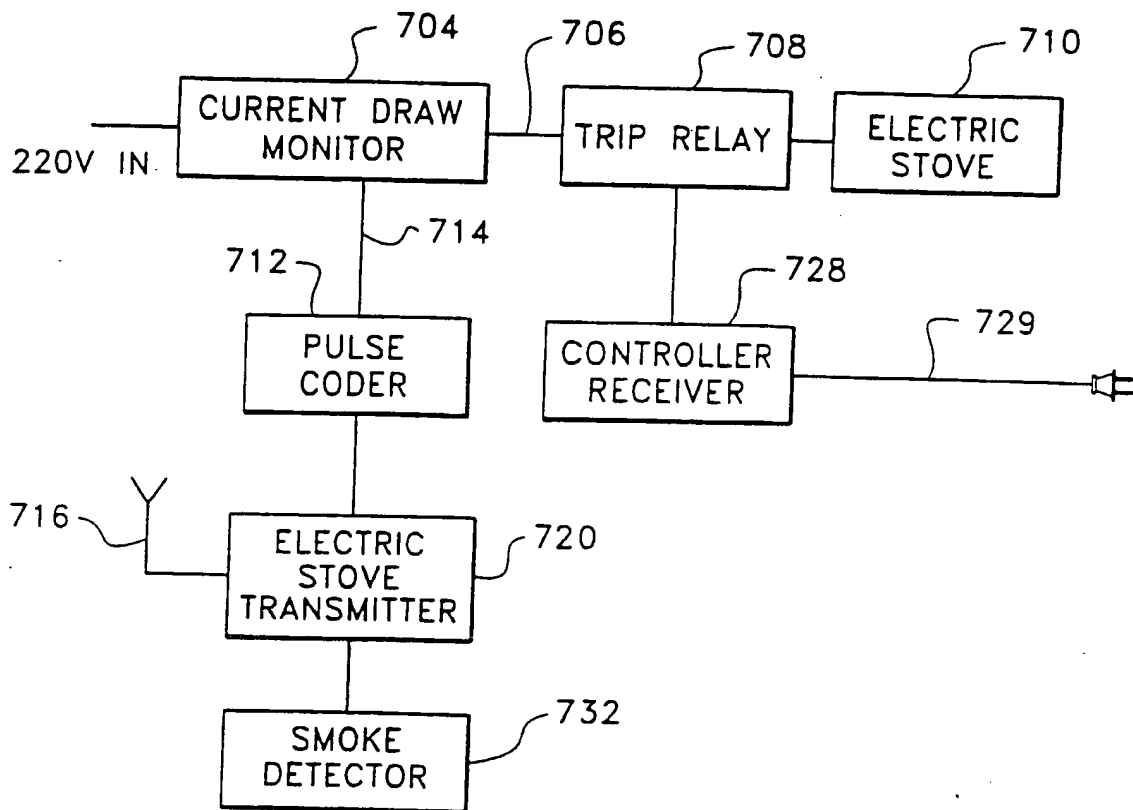 704
706
708
710
CURRENT DRAW
MONITOR
TRIP RELAY
ELECTRIC
STOVE
220V IN
714
712
728
729
PULSE
CODER
CONTROLLER
RECEIVER
716
720
ELECTRIC
STOVE
TRANSMITTER
732
SMOKE
DETECTOR